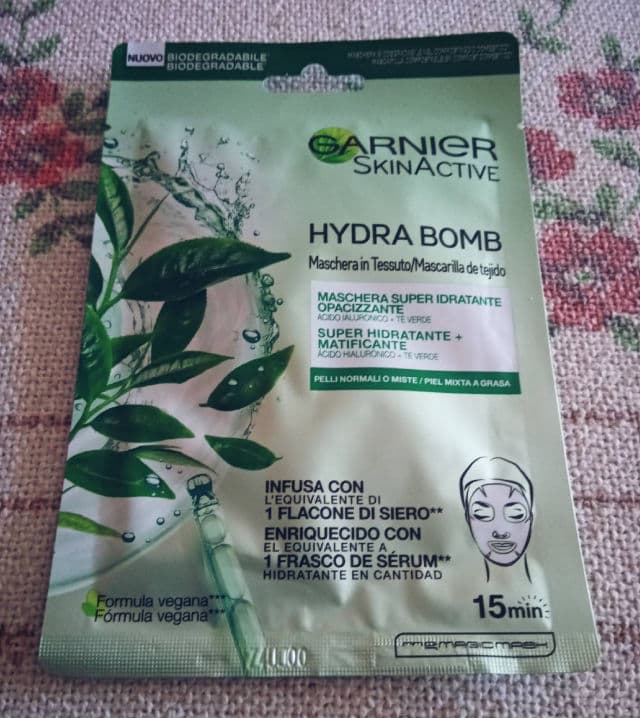 NUOVO BIODEGRADABILE*
BIODEGRADABLE*
GARNIER
SKINACTIVE
HYDRA BOMB
Maschera in Tessuto/Mascarilla de tejido
MASCHERA SUPER IDRATANTE
OPACIZZANTE
ÁCIDO IALURONICO + TE VERDE
SUPER HIDRATANTE +
MATIFICANTE
ÁCIDO HIALURÓNICO + TÉ VERDE
PELLI NORMALI O MISTE / PIEL MIXTA A GRASA
INFUSA CON
L'EQUIVALENTE DI
1 FLACONE DI SIERO**
ENRIQUECIDO CON
EL EQUIVALENTE A
1 FRASCO DE SÉRUM**
HIDRATANTE EN CANTIDAD
Formula vegana***
Fórmula vegana***
15min